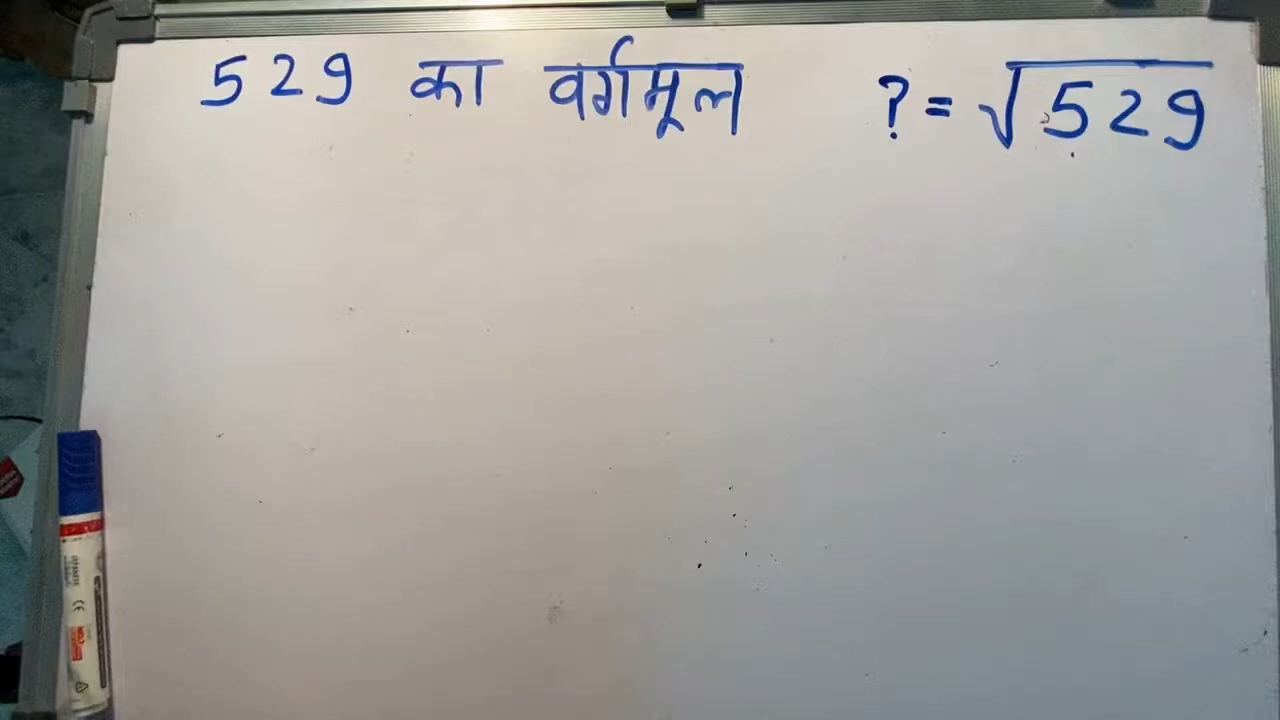 529 का वर्गमूल ? = √529